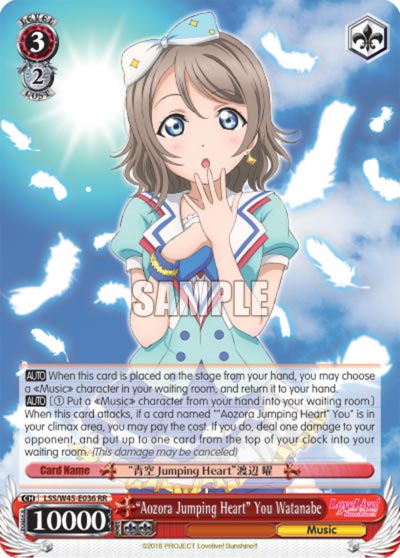 LEVEL
3
2
COST
SAMPLE
AUTO When this card is placed on the stage from your hand, you may choose
a «Music» character in your waiting room, and return it to your hand.
AUTO [① Put a «Music» character from your hand into your waiting room]
When this card attacks, if a card named ""Aozora Jumping Heart" You" is in
your climax area, you may pay the cost. If you do, deal one damage to your
opponent, and put up to one card from the top of your clock into your
waiting room. (This damage may be canceled)
Card Name
"青空 Jumping Heart"渡辺 曜
CH LSS/W45-E036 RR
"Aozora Jumping Heart" You Watanabe
LoveLive!
Sunshine!!
10000
Music
©2016 PROJECT Lovelive! Sunshine!!